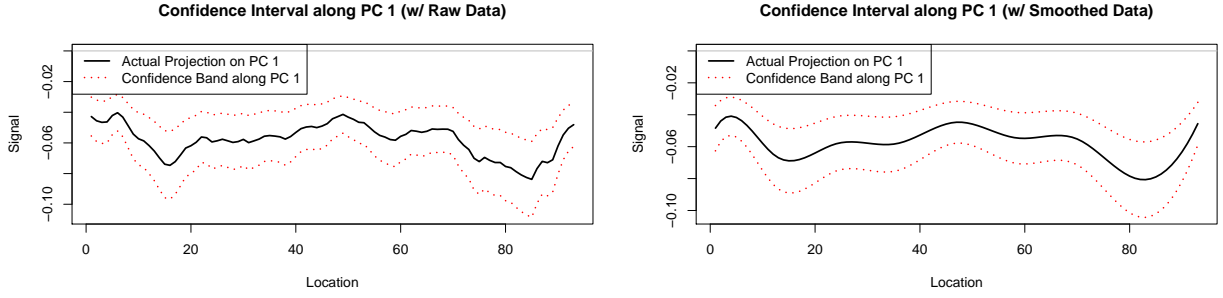 Confidence Interval along PC 1 (w/ Raw Data)
Actual Projection on PC 1
Confidence Band along PC 1
Signal
−0.02
−0.06
−0.10
0 20 40 60 80
Location
Confidence Interval along PC 1 (w/ Smoothed Data)
Actual Projection on PC 1
Confidence Band along PC 1
Signal
−0.02
−0.06
−0.10
0 20 40 60 80
Location